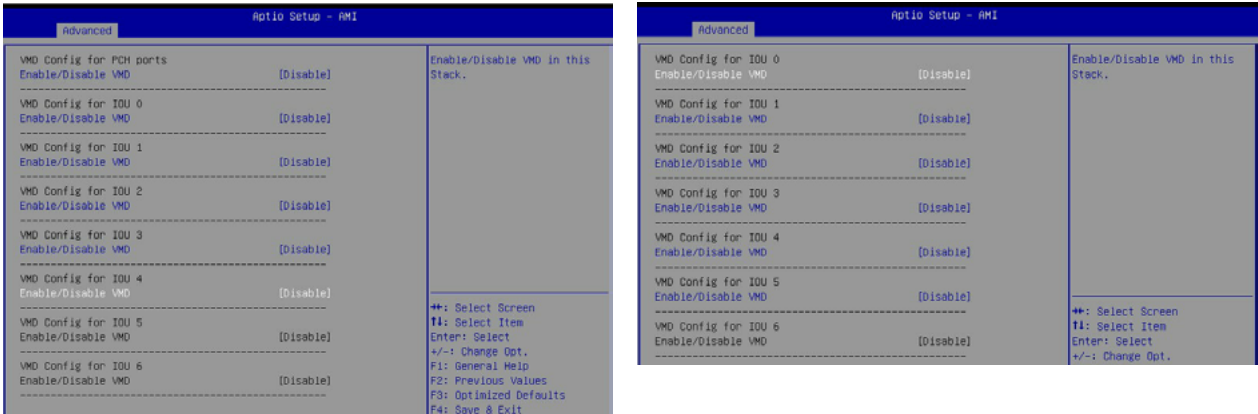 Aptio Setup - AMI
Advanced
VMD Config for PCH ports
Enable/Disable VMD [Disable]
VMD Config for IOU 0
Enable/Disable VMD [Disable]
VMD Config for IOU 1
Enable/Disable VMD [Disable]
VMD Config for IOU 2
Enable/Disable VMD [Disable]
VMD Config for IOU 3
Enable/Disable VMD [Disable]
VMD Config for IOU 4
Enable/Disable VMD [Disable]
VMD Config for IOU 5
Enable/Disable VMD [Disable]
VMD Config for IOU 6
Enable/Disable VMD [Disable]
Enable/Disable VMD in this
Stack.
→←: Select Screen
↑↓: Select Item
Enter: Select
+/-: Change Opt.
F1: General Help
F2: Previous Values
F3: Optimized Defaults
F4: Save & Exit
Aptio Setup - AMI
Advanced
VMD Config for IOU 0
Enable/Disable VMD [Disable]
VMD Config for IOU 1
Enable/Disable VMD [Disable]
VMD Config for IOU 2
Enable/Disable VMD [Disable]
VMD Config for IOU 3
Enable/Disable VMD [Disable]
VMD Config for IOU 4
Enable/Disable VMD [Disable]
VMD Config for IOU 5
Enable/Disable VMD [Disable]
VMD Config for IOU 6
Enable/Disable VMD [Disable]
Enable/Disable VMD in this
Stack.
→←: Select Screen
↑↓: Select Item
Enter: Select
+/-: Change Opt.